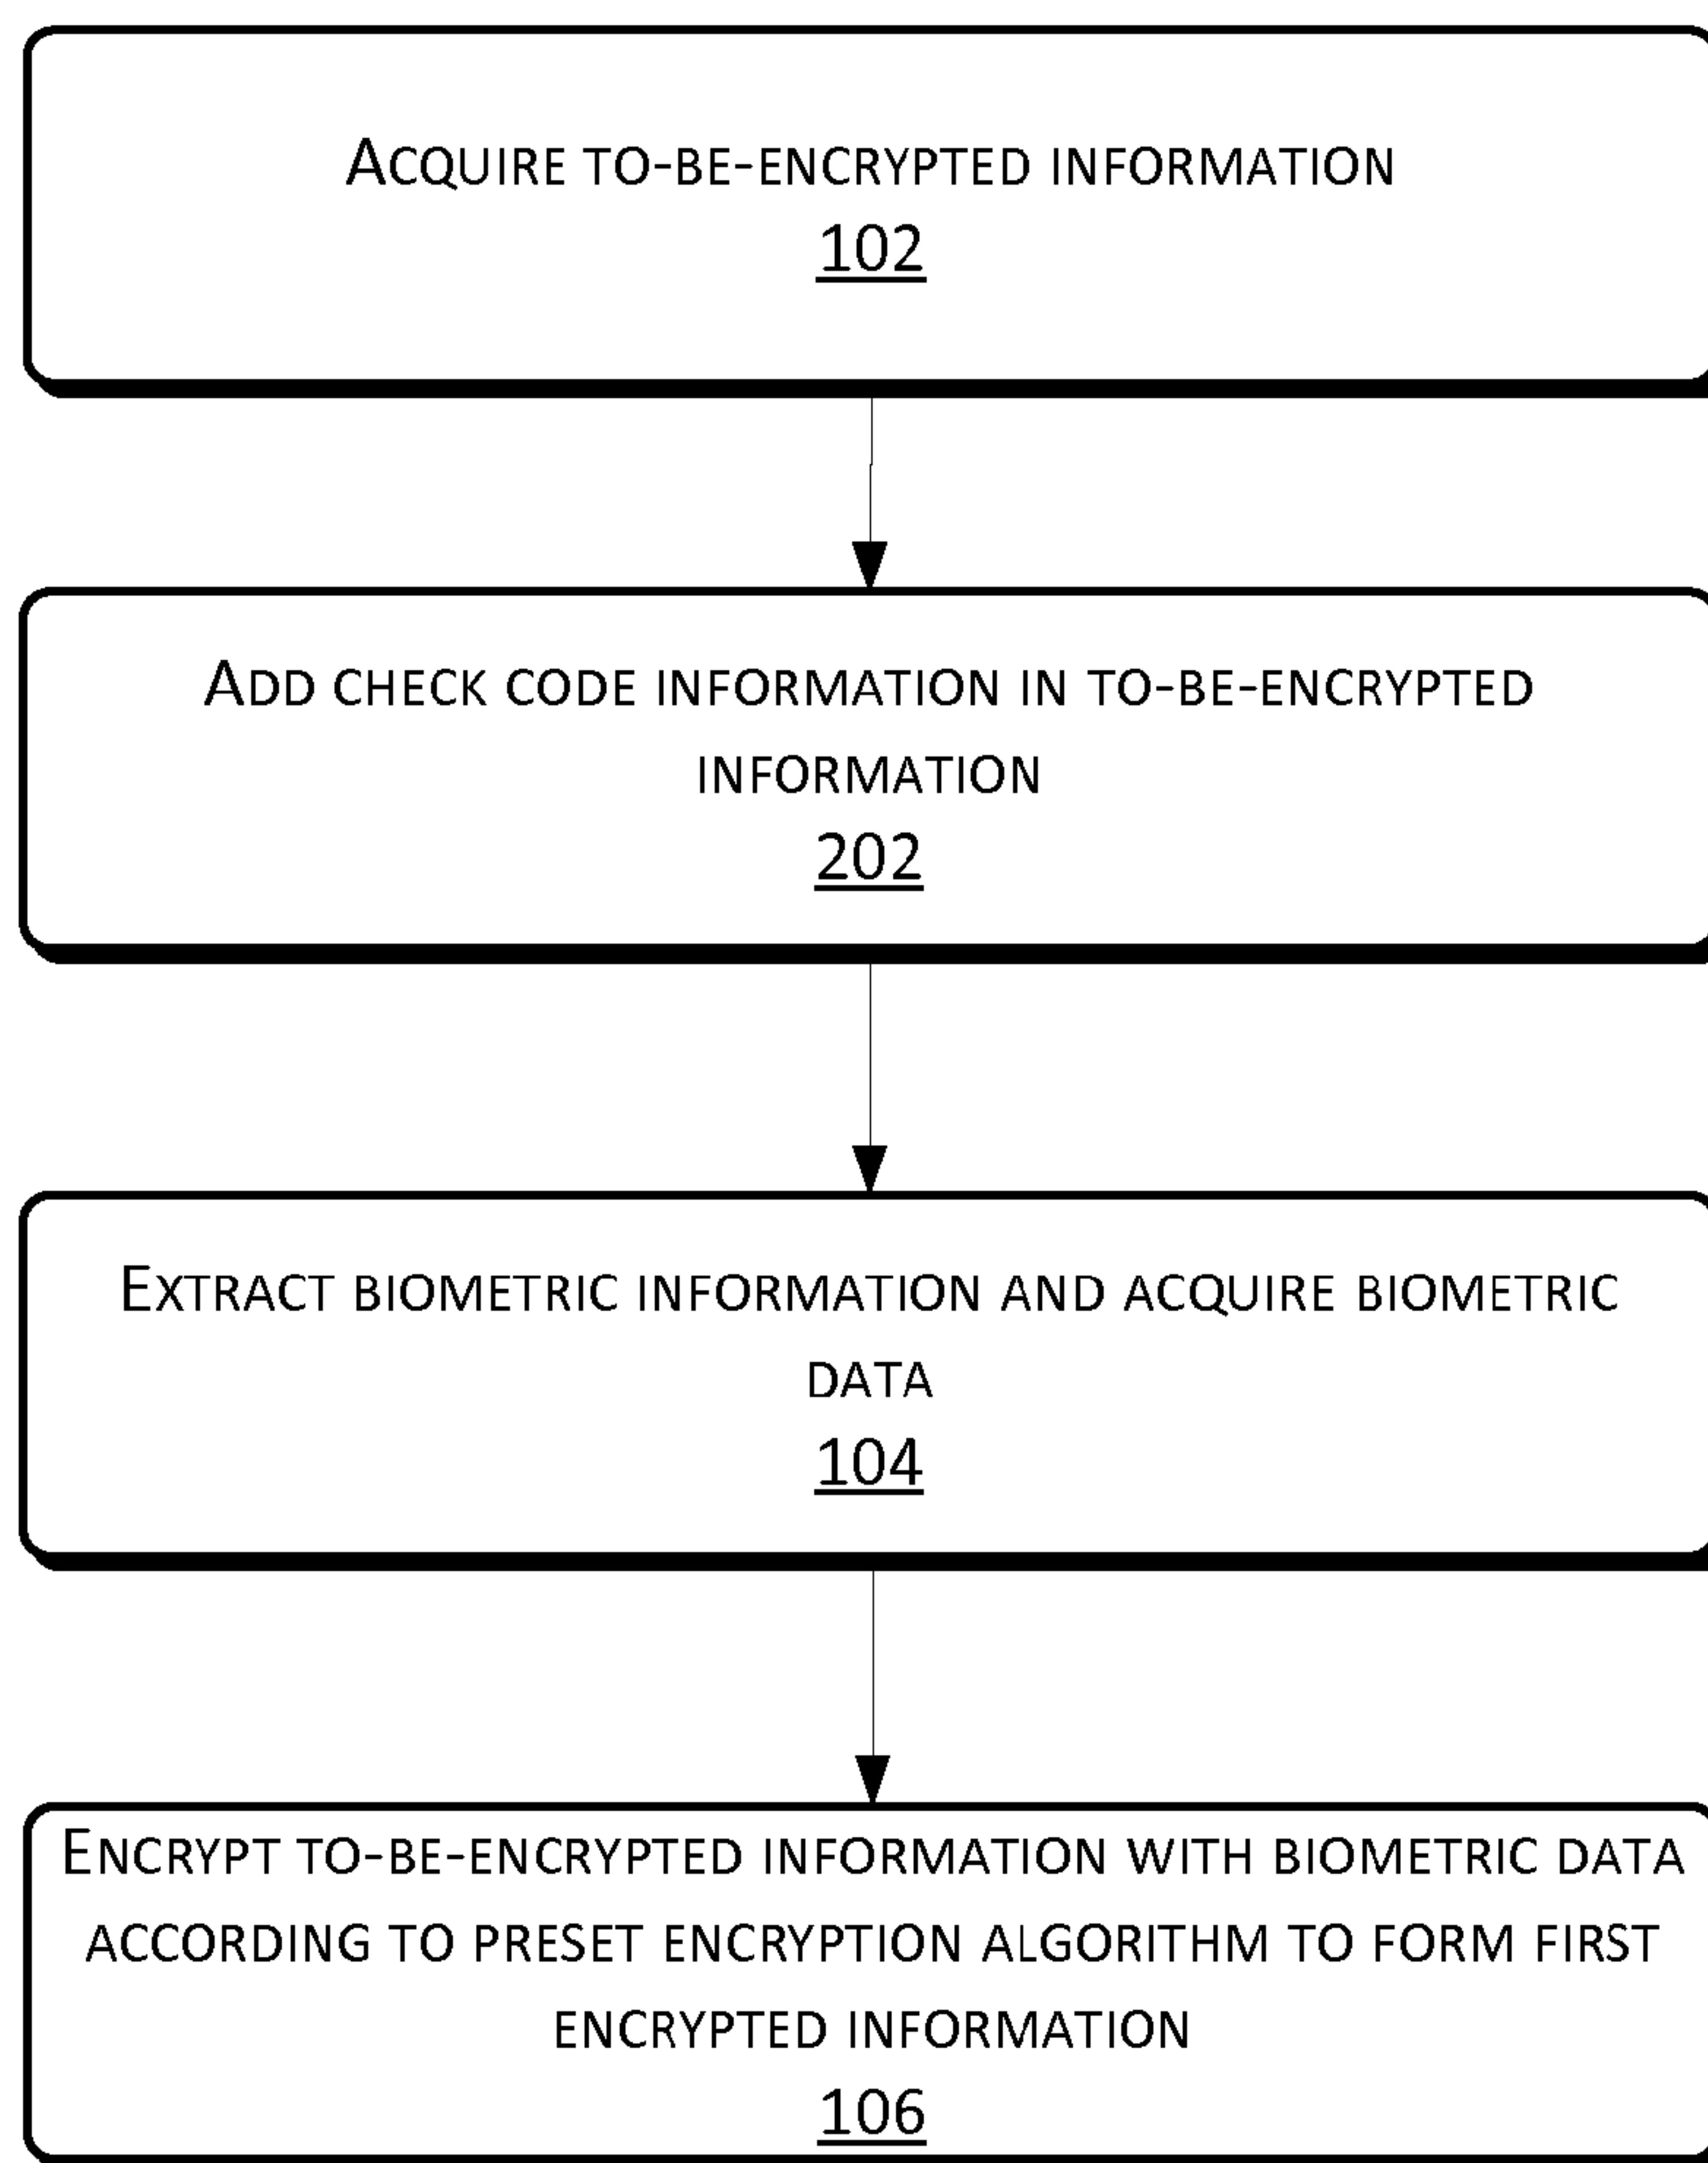 Acquire to-be-encrypted information
102
Add check code information in to-be-encrypted
information
202
Extract biometric information and acquire biometric
data
104
Encrypt to-be-encrypted information with biometric data
according to preset encryption algorithm to form first
encrypted information
106